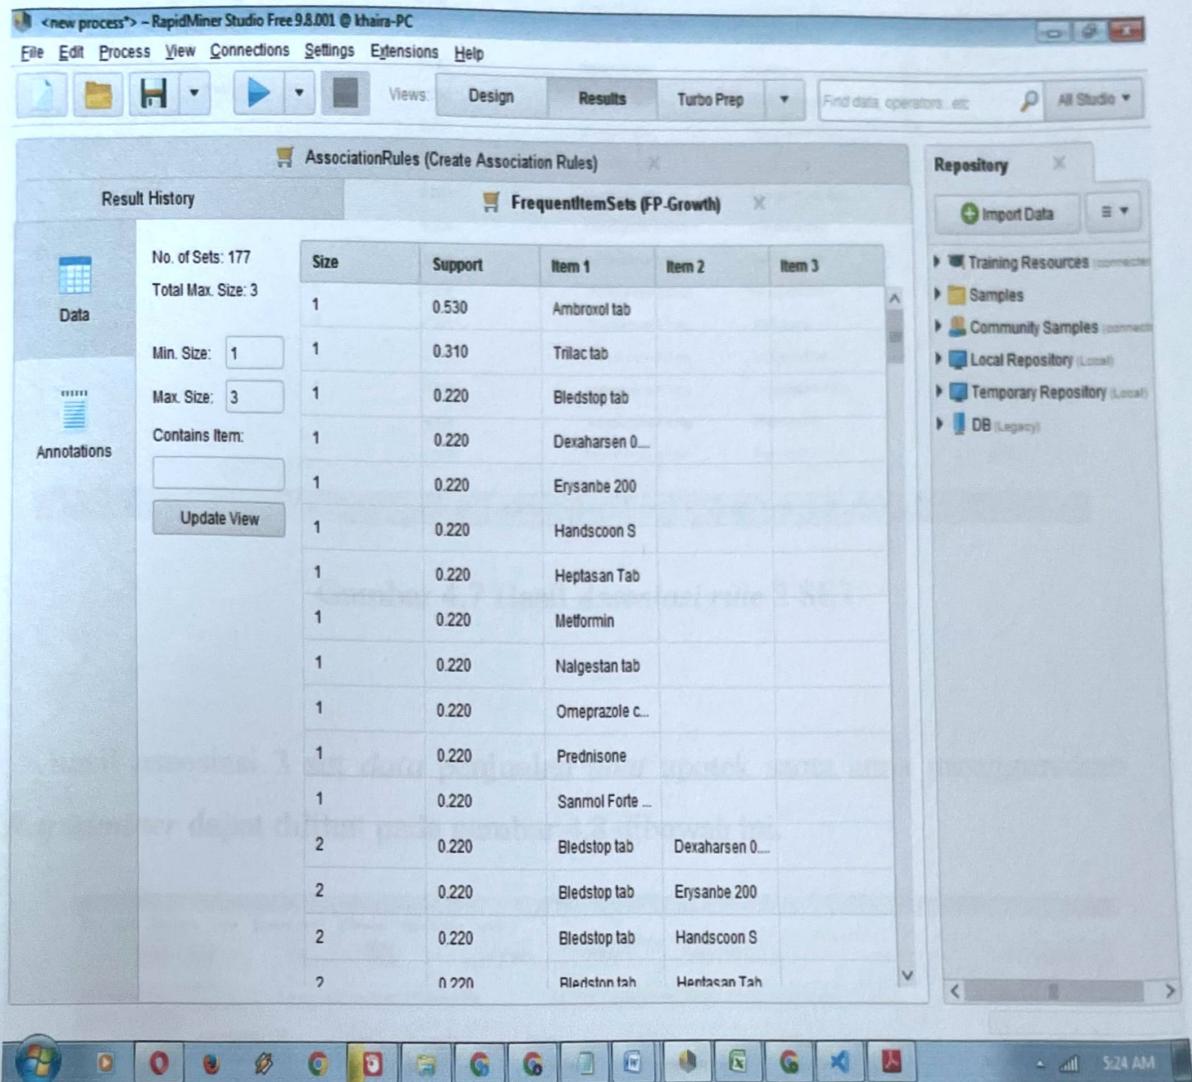 <new process*> – RapidMiner Studio Free 9.8.001 @ khaira-PC
File Edit Process View Connections Settings Extensions Help
Views: Design Results Turbo Prep Find data, operators...etc All Studio
AssociationRules (Create Association Rules)
Result History FrequentItemSets (FP-Growth)
Repository
Import Data
Training Resources
Samples
Community Samples
Local Repository (Local)
Temporary Repository (Local)
DB (Legacy)
Data
Annotations
No. of Sets: 177
Total Max. Size: 3
Min. Size: 1
Max. Size: 3
Contains Item:
Update View
Size Support Item 1 Item 2 Item 3
1 0.530 Ambroxol tab
1 0.310 Trilac tab
1 0.220 Bledstop tab
1 0.220 Dexaharsen 0....
1 0.220 Erysanbe 200
1 0.220 Handscoon S
1 0.220 Heptasan Tab
1 0.220 Metformin
1 0.220 Nalgestan tab
1 0.220 Omeprazole c...
1 0.220 Prednisone
1 0.220 Sanmol Forte ...
2 0.220 Bledstop tab Dexaharsen 0....
2 0.220 Bledstop tab Erysanbe 200
2 0.220 Bledstop tab Handscoon S
2 0.220 Bledstop tab Heptasan Tab
5:24 AM